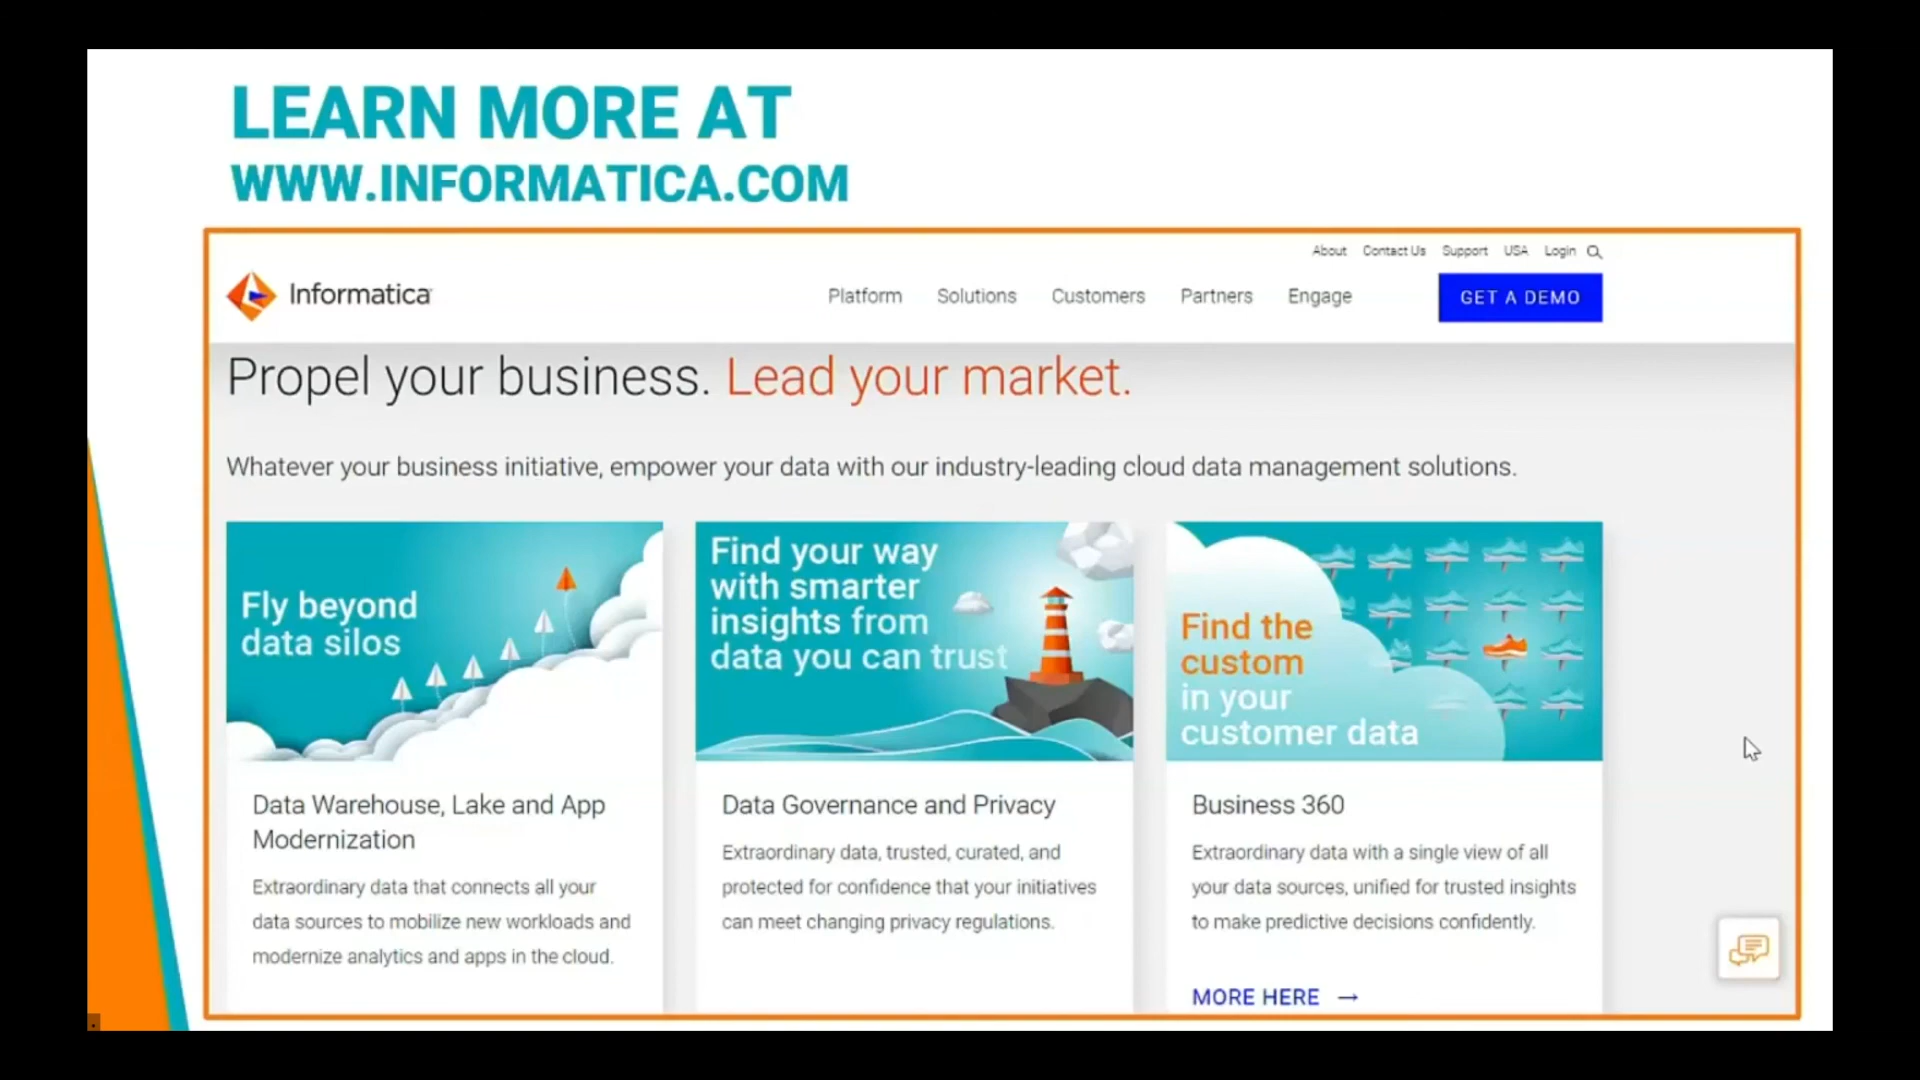 LEARN MORE AT
WWW.INFORMATICA.COM
About Contact Us Support USA Login
Informatica
Platform Solutions Customers Partners Engage
GET A DEMO
Propel your business. Lead your market.
Whatever your business initiative, empower your data with our industry-leading cloud data management solutions.
Fly beyond
data silos
Data Warehouse, Lake and App
Modernization
Extraordinary data that connects all your
data sources to mobilize new workloads and
modernize analytics and apps in the cloud.
Find your way
with smarter
insights from
data you can trust
Data Governance and Privacy
Extraordinary data, trusted, curated, and
protected for confidence that your initiatives
can meet changing privacy regulations.
Find the
custom
in your
customer data
Business 360
Extraordinary data with a single view of all
your data sources, unified for trusted insights
to make predictive decisions confidently.
MORE HERE →